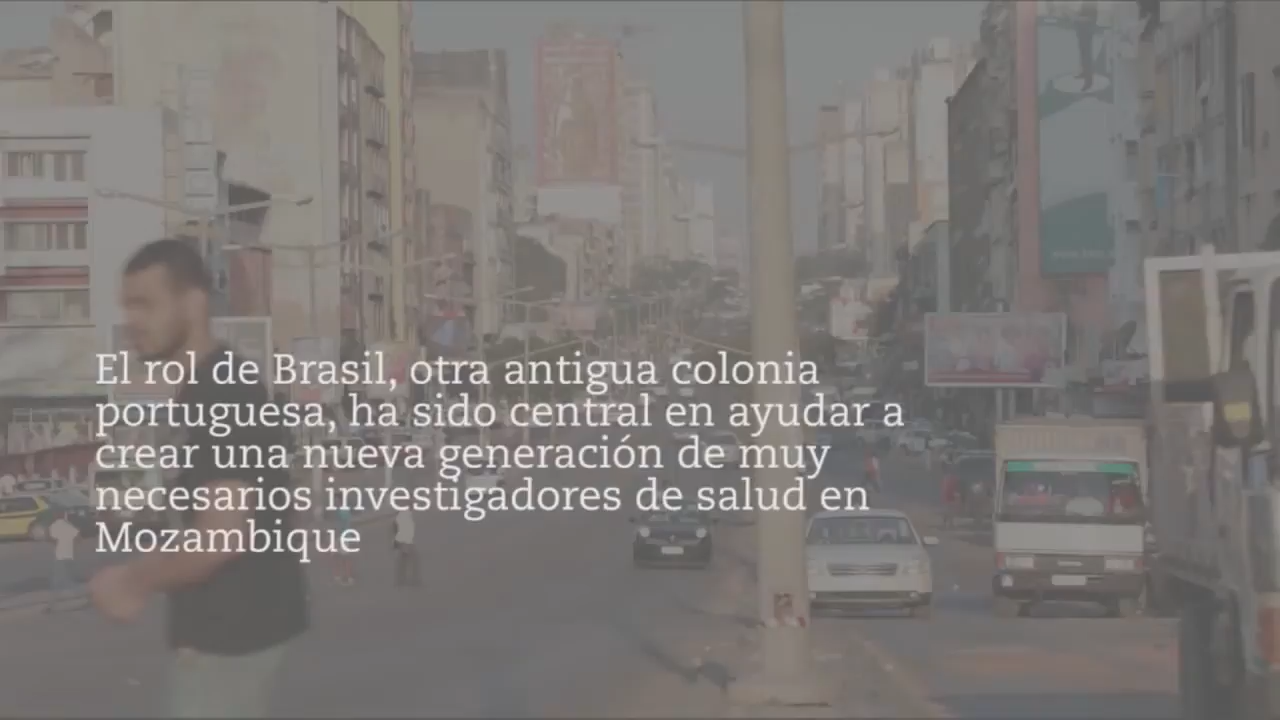 El rol de Brasil, otra antigua colonia
portuguesa, ha sido central en ayudar a
crear una nueva generación de muy
necesarios investigadores de salud en
Mozambique